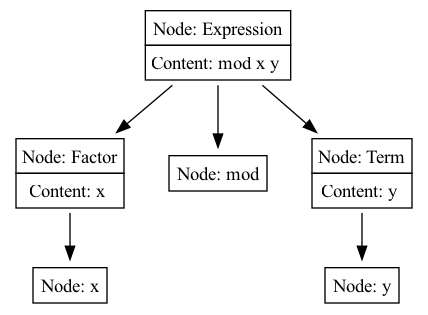 Node: Expression
Content: mod x y
Node: Factor
Content: x
Node: mod
Node: Term
Content: y
Node: x
Node: y